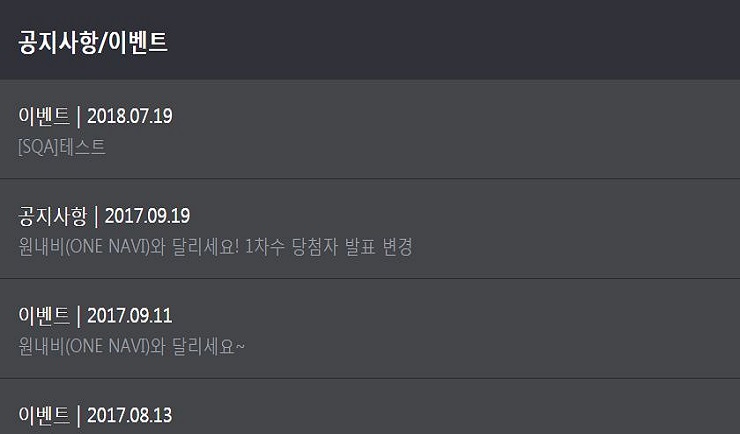 공지사항/이벤트
이벤트 | 2018.07.19
[SQA]테스트
공지사항 | 2017.09.19
원내비(ONE NAVI)와 달리세요! 1차수 당첨자 발표 변경
이벤트 | 2017.09.11
원내비(ONE NAVI)와 달리세요~
이벤트 | 2017.08.13